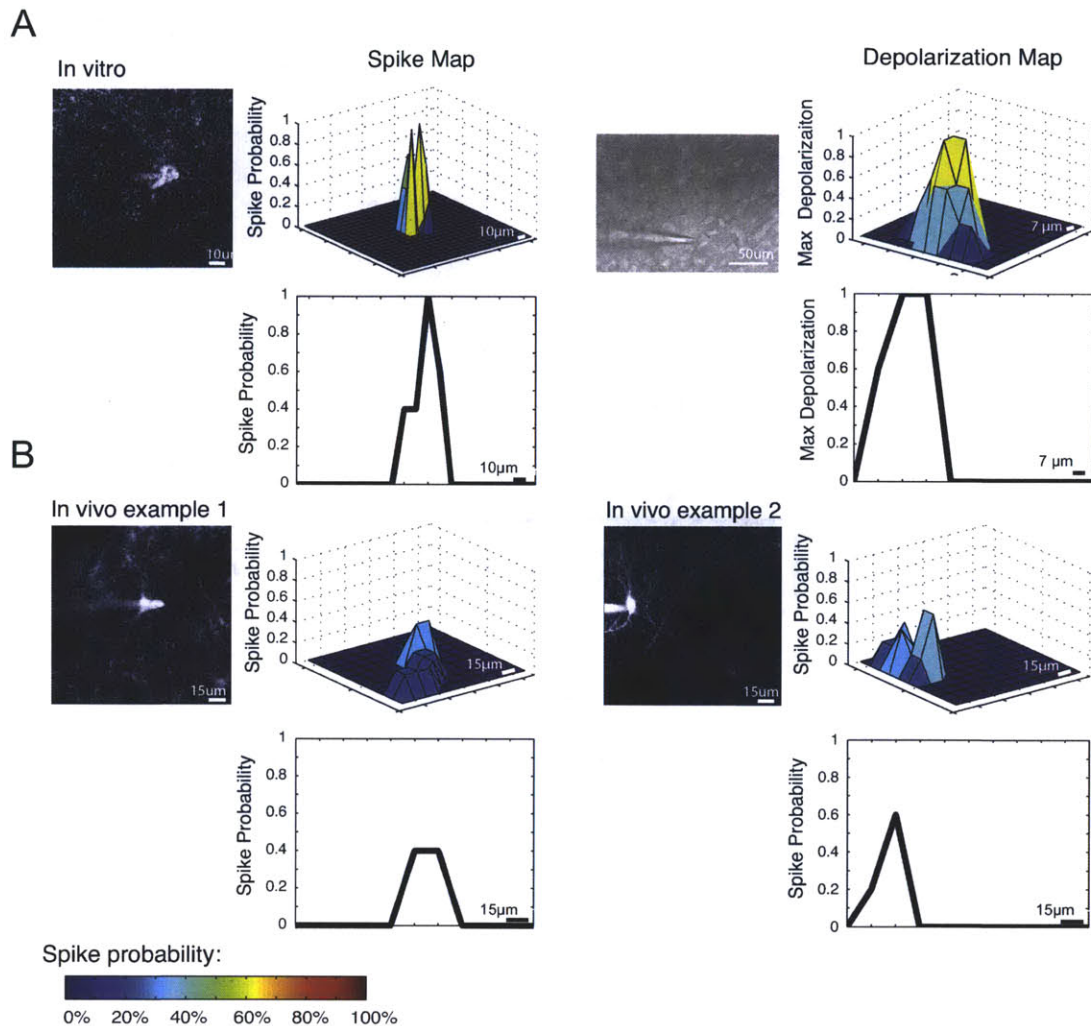 A
In vitro
Spike Map
Depolarization Map
10um
Spike Probability
1
0.8
0.6
0.4
0.2
0
10µm
50um
Max Depolarizaiton
1
0.8
0.6
0.4
0.2
0
7 µm
Spike Probability
1
0.8
0.6
0.4
0.2
0
10µm
Max Depolarization
1
0.8
0.6
0.4
0.2
0
7 µm
B
In vivo example 1
In vivo example 2
15um
Spike Probability
1
0.8
0.6
0.4
0.2
0
15µm
15um
Spike Probability
1
0.8
0.6
0.4
0.2
0
15µm
Spike Probability
1
0.8
0.6
0.4
0.2
0
15µm
Spike Probability
1
0.8
0.6
0.4
0.2
0
15µm
Spike probability:
0% 20% 40% 60% 80% 100%